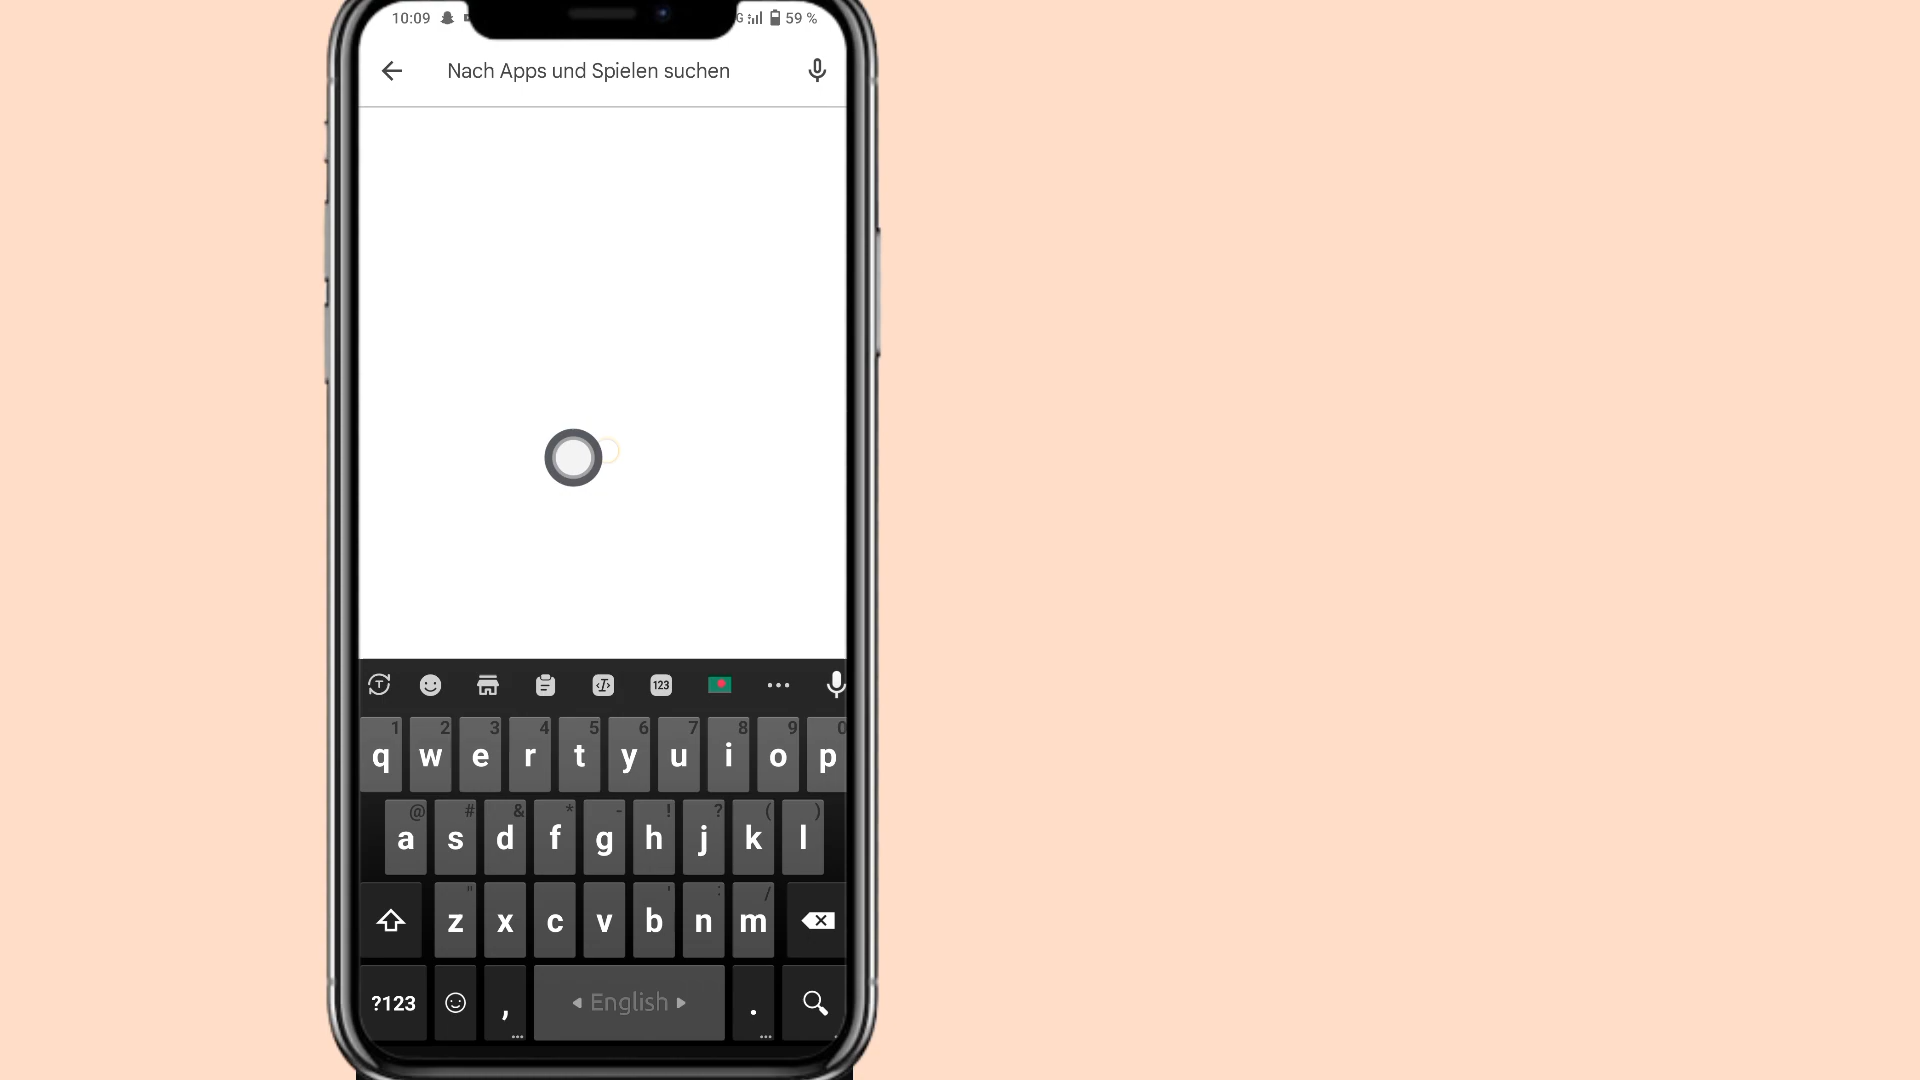 10:09 G 59 %
Nach Apps und Spielen suchen
T T 123
1 2 3 4 5 6 7 8 9 0
q w e r t y u i o p
@ # & * - ! ? ( )
a s d f g h j k l
" ' : /
z x c v b n m
?123 , English .